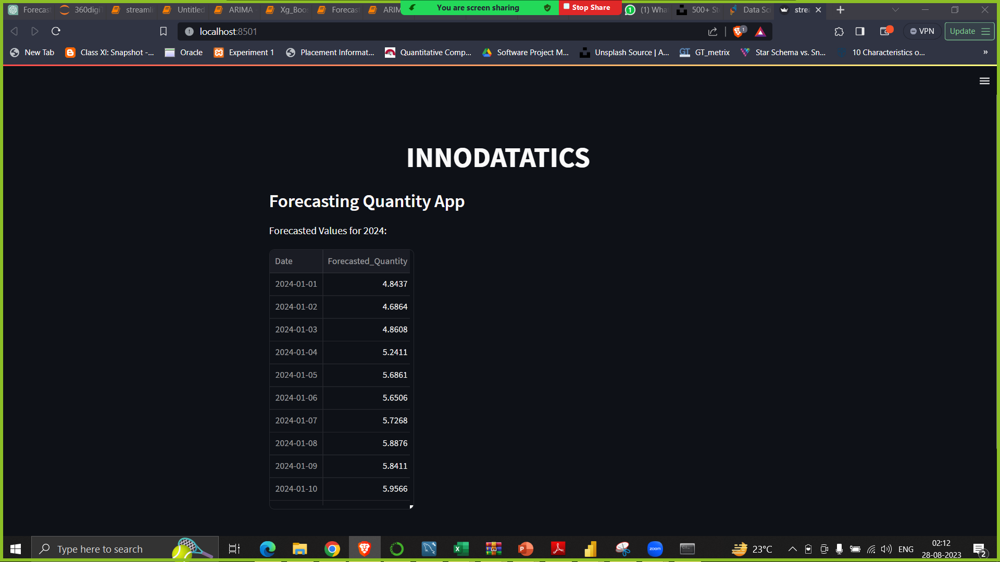 Forecast 360digi streamli Untitled ARIMA Xg_Boos Forecast ARIM You are screen sharing Stop Share (1) Wha 500+ St Data Sci strea
localhost:8501 1 VPN Update
New Tab Class XI: Snapshot -... Oracle Experiment 1 Placement Informat... Quantitative Comp... Software Project M... Unsplash Source | A... GT GT_metrix Star Schema vs. Sn... 10 Characteristics o... »
INNODATATICS
Forecasting Quantity App
Forecasted Values for 2024:
Date Forecasted_Quantity
2024-01-01 4.8437
2024-01-02 4.6864
2024-01-03 4.8608
2024-01-04 5.2411
2024-01-05 5.6861
2024-01-06 5.6506
2024-01-07 5.7268
2024-01-08 5.8876
2024-01-09 5.8411
2024-01-10 5.9566
Type here to search zoom 23°C ENG 02:12
28-08-2023 2